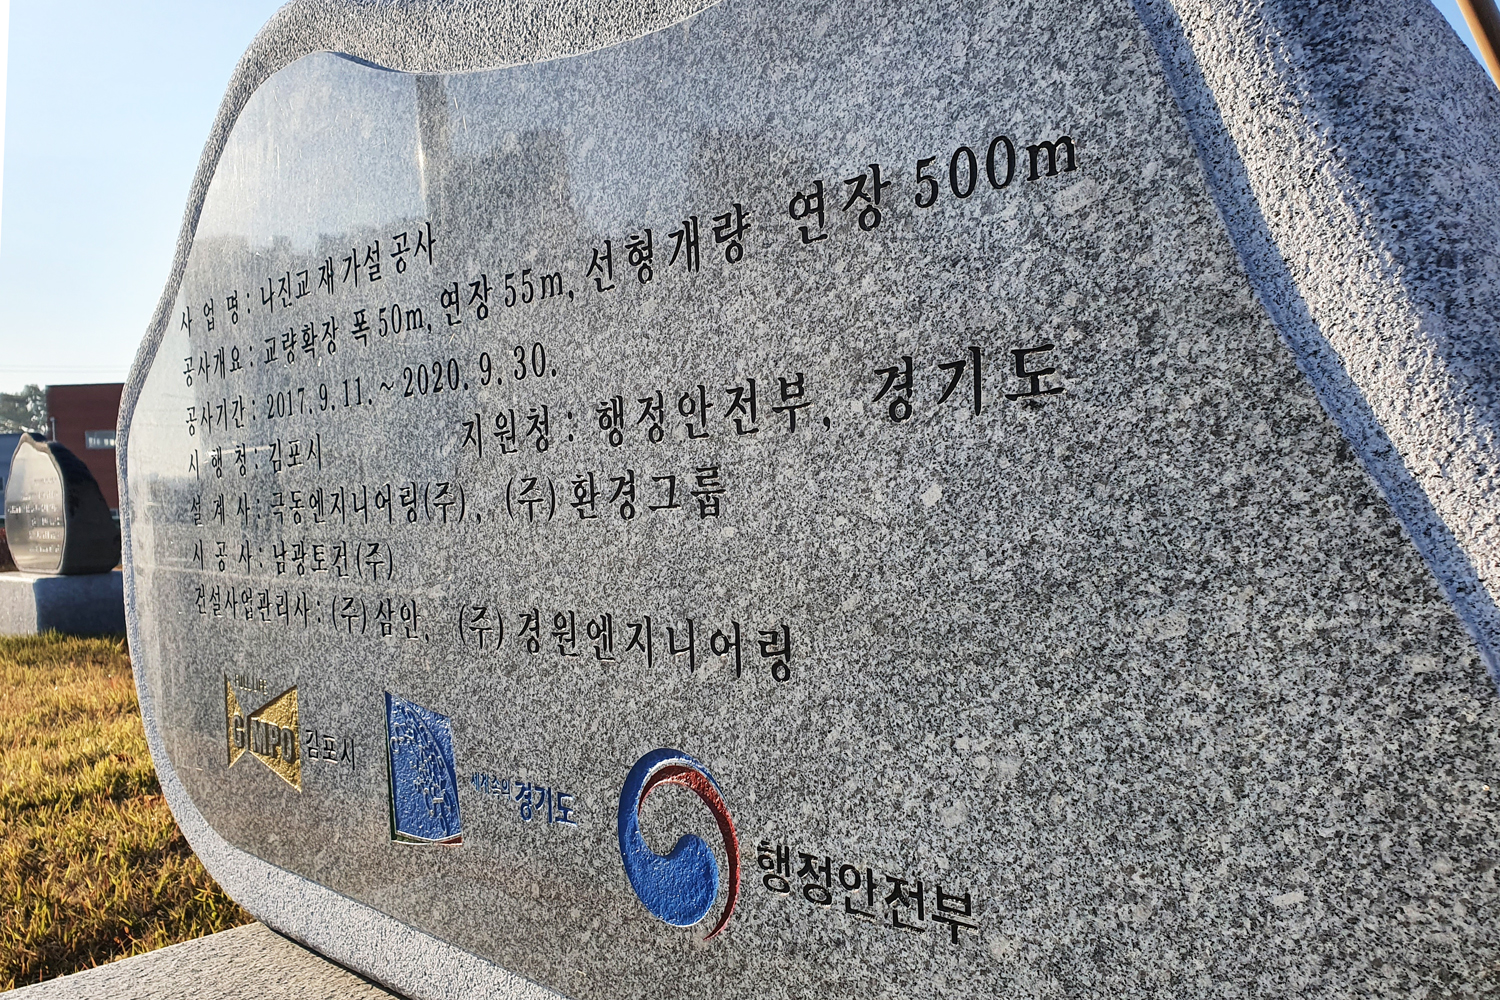 사 업 명 : 나진교 재 가설 공사
공사개요 : 교량확장 폭 50m, 연장 55m, 선형개량 연장 500m
공사기간 : 2017. 9. 11. ~ 2020. 9. 30.
시 행 청 : 김포시 지원청 : 행정안전부, 경기도
설 계 사 : 극동엔지니어링(주), (주) 환경그룹
시 공 사 : 남광토건(주)
건설사업관리사 : (주) 삼안, (주) 경원엔지니어링
GIMPO 김포시
세계속의 경기도
행정안전부